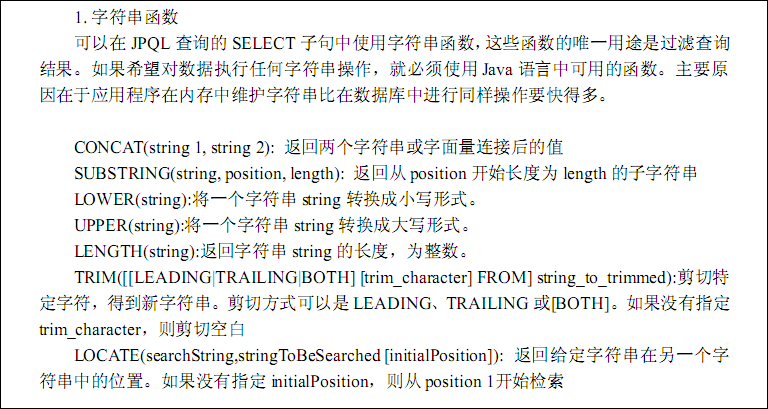 1. 字符串函数
可以在 JPQL 查询的 SELECT 子句中使用字符串函数，这些函数的唯一用途是过滤查询
结果。如果希望对数据执行任何字符串操作，就必须使用 Java 语言中可用的函数。主要原
因在于应用程序在内存中维护字符串比在数据库中进行同样操作要快得多。
CONCAT(string 1, string 2)：返回两个字符串或字面量连接后的值
SUBSTRING(string, position, length)：返回从 position 开始长度为 length 的子字符串
LOWER(string):将一个字符串 string 转换成小写形式。
UPPER(string):将一个字符串 string 转换成大写形式。
LENGTH(string):返回字符串 string 的长度，为整数。
TRIM([[LEADING|TRAILING|BOTH] [trim_character] FROM] string_to_trimmed):剪切特
定字符，得到新字符串。剪切方式可以是 LEADING、TRAILING 或[BOTH]。如果没有指定
trim_character，则剪切空白
LOCATE(searchString,stringToBeSearched [initialPosition])：返回给定字符串在另一个字
符串中的位置。如果没有指定 initialPosition，则从 position 1 开始检索